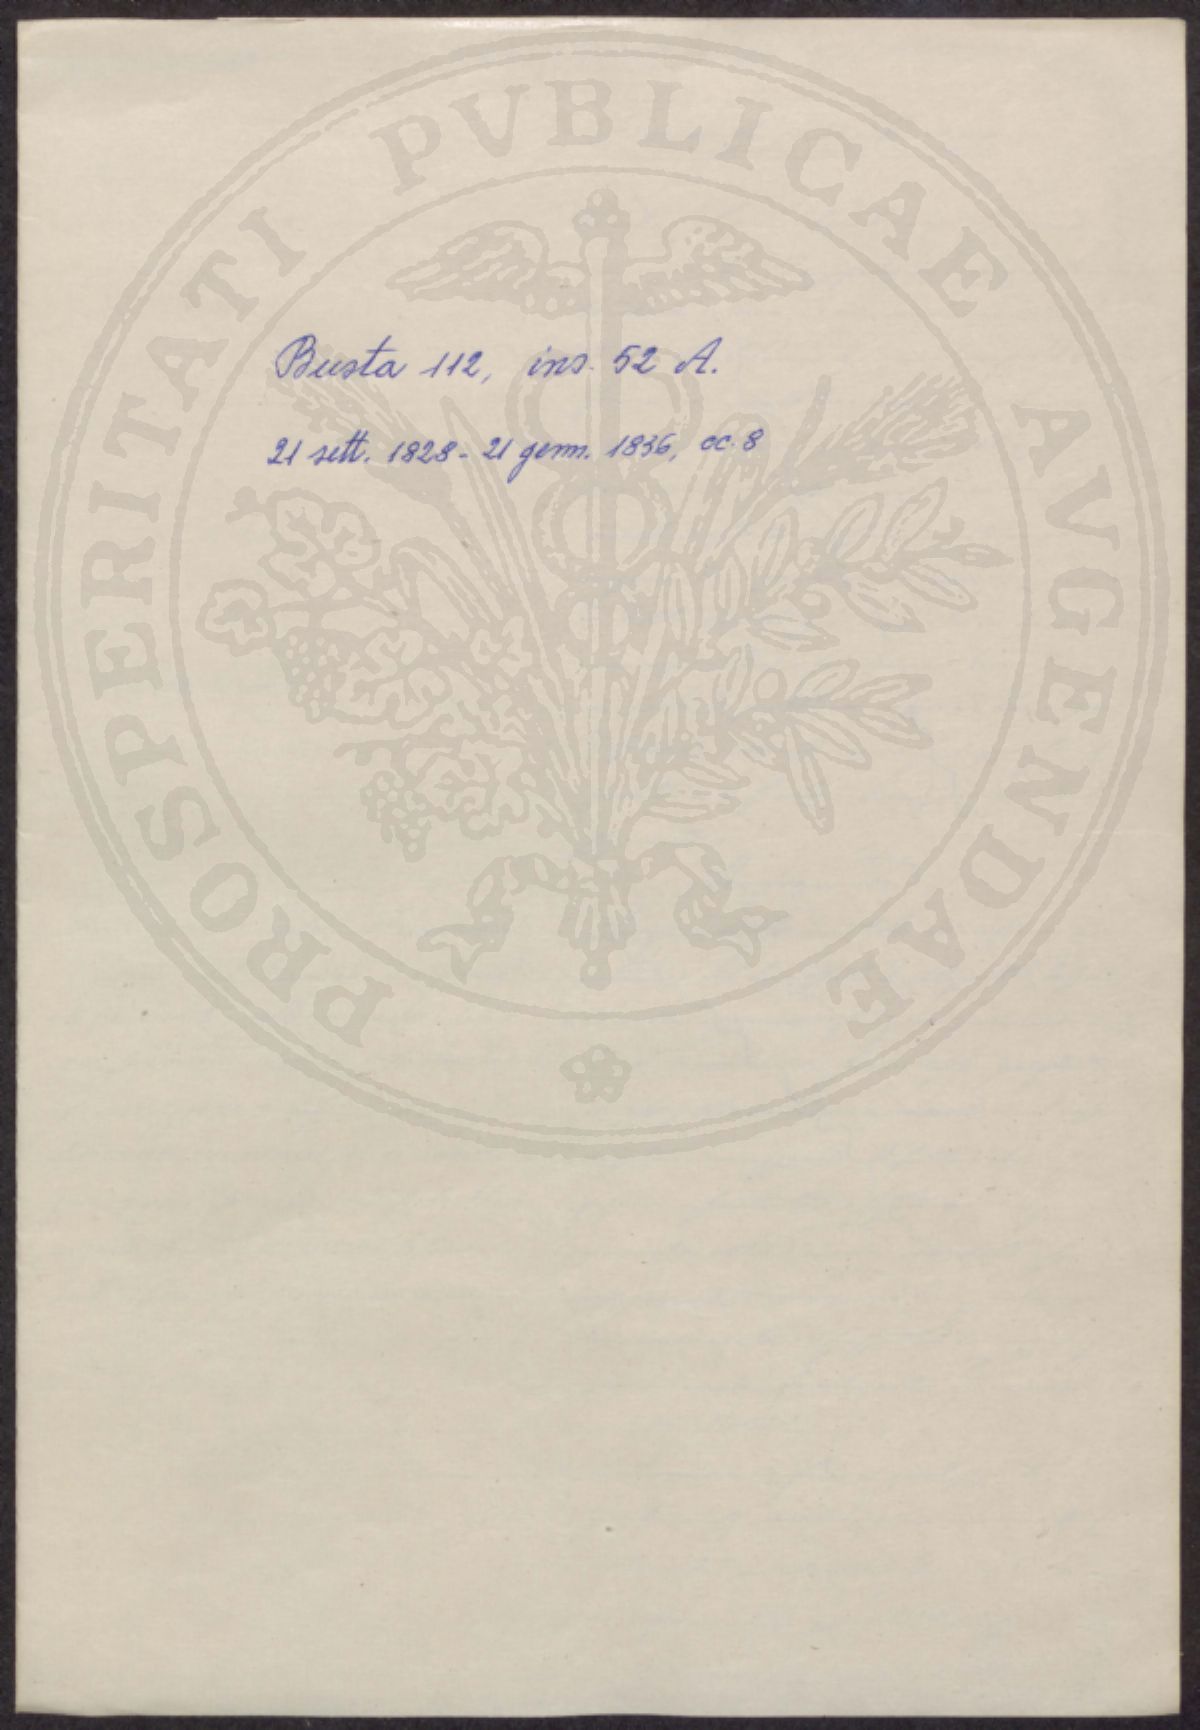 Busta 112, ins. 52 A.
21 sett. 1828 - 21 genn. 1836, cc. 8
PROSPERITATI PVBLICAE AVGENDAE